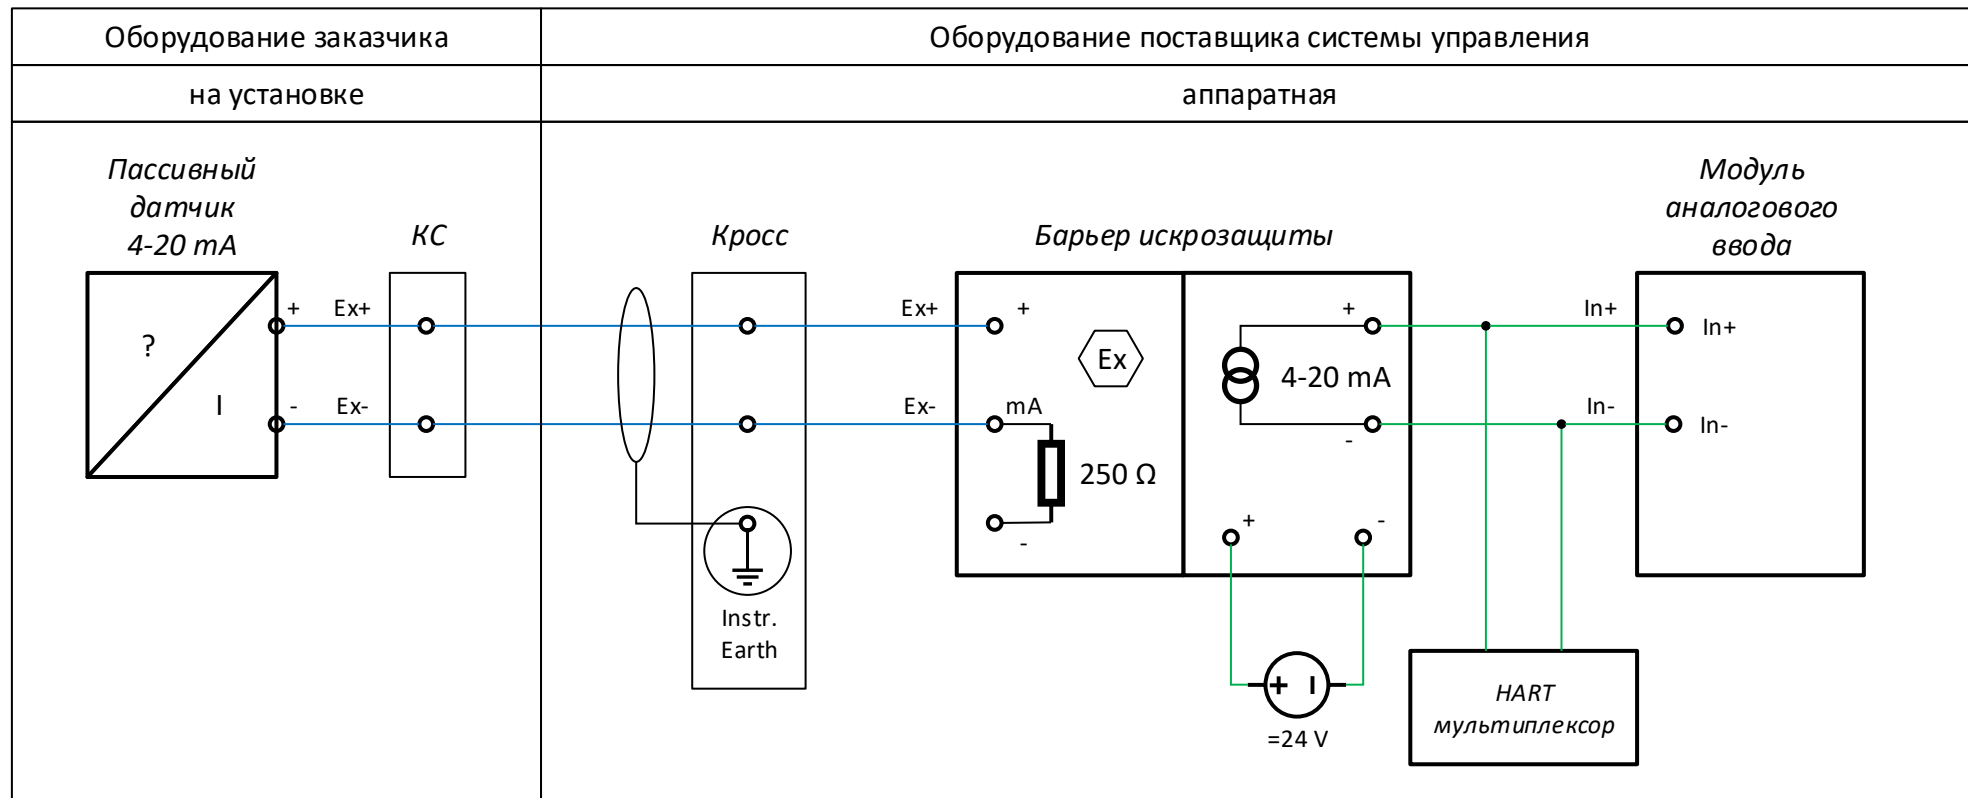 Оборудование заказчика
Оборудование поставщика системы управления
на установке
аппаратная
Пассивный
датчик
4-20 mA
КС
Кросс
Барьер искрозащиты
Модуль
аналогового
ввода
+
Ex+
Ex+
+
+
In+
In+
?
Ex
4-20 mA
I
-
Ex-
Ex-
mA
-
In-
In-
250 Ω
-
+
-
Instr.
Earth
=24 V
HART
мультиплексор